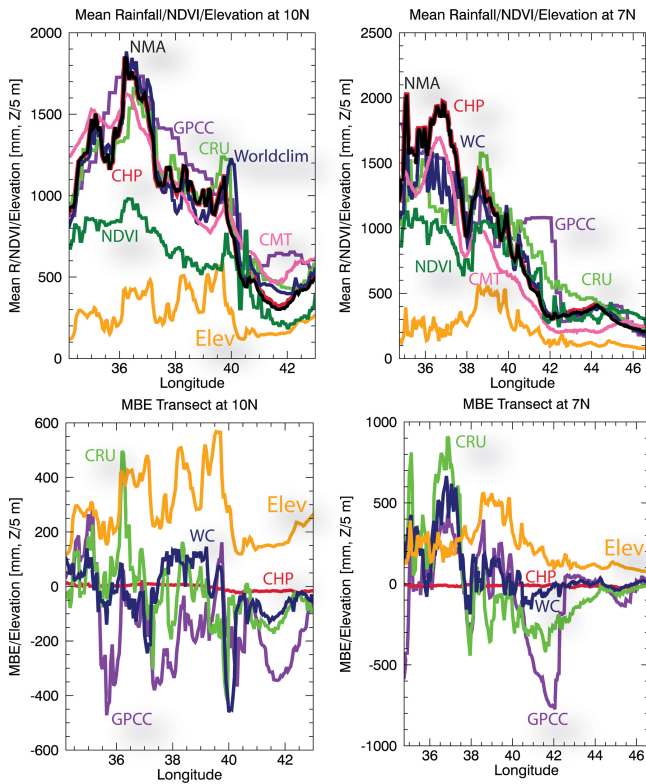 Mean Rainfall/NDVI/Elevation at 10N
Mean R/NDVI/Elevation [mm, Z/5 m]
2000
1500
1000
500
0
NMA
GPCC
CRU
Worldclim
CHP
NDVI
CMT
Elev
36
38
40
42
Longitude
Mean Rainfall/NDVI/Elevation at 7N
Mean R/NDVI/Elevation [mm, Z/5 m]
2500
2000
1500
1000
500
0
NMA
CHP
WC
GPCC
NDVI
CMT
CRU
Elev
36
38
40
42
44
46
Longitude
MBE Transect at 10N
MBE/Elevation [mm, Z/5 m]
600
400
200
0
-200
-400
-600
CRU
Elev
WC
CHP
GPCC
36
38
40
42
Longitude
MBE Transect at 7N
MBE/Elevation [mm, Z/5 m]
1000
500
0
-500
-1000
CRU
Elev
CHP
WC
GPCC
36
38
40
42
44
46
Longitude